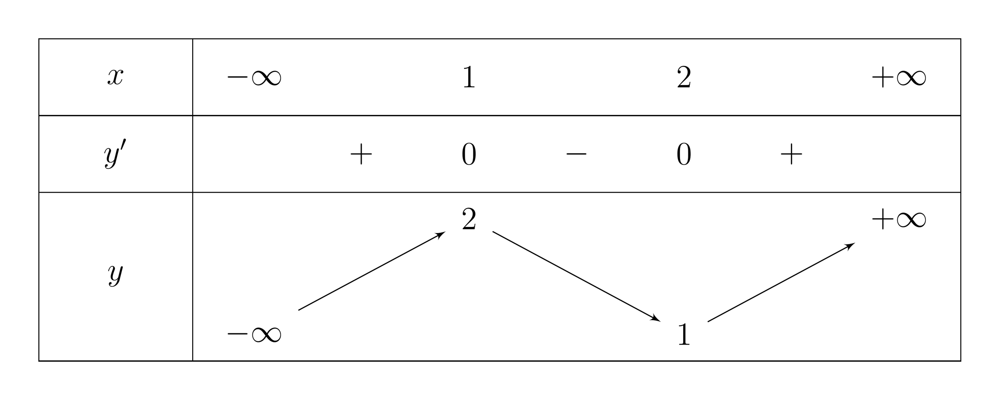 x −∞ 1 2 +∞
y′ + 0 − 0 +
2 +∞
y
−∞ 1